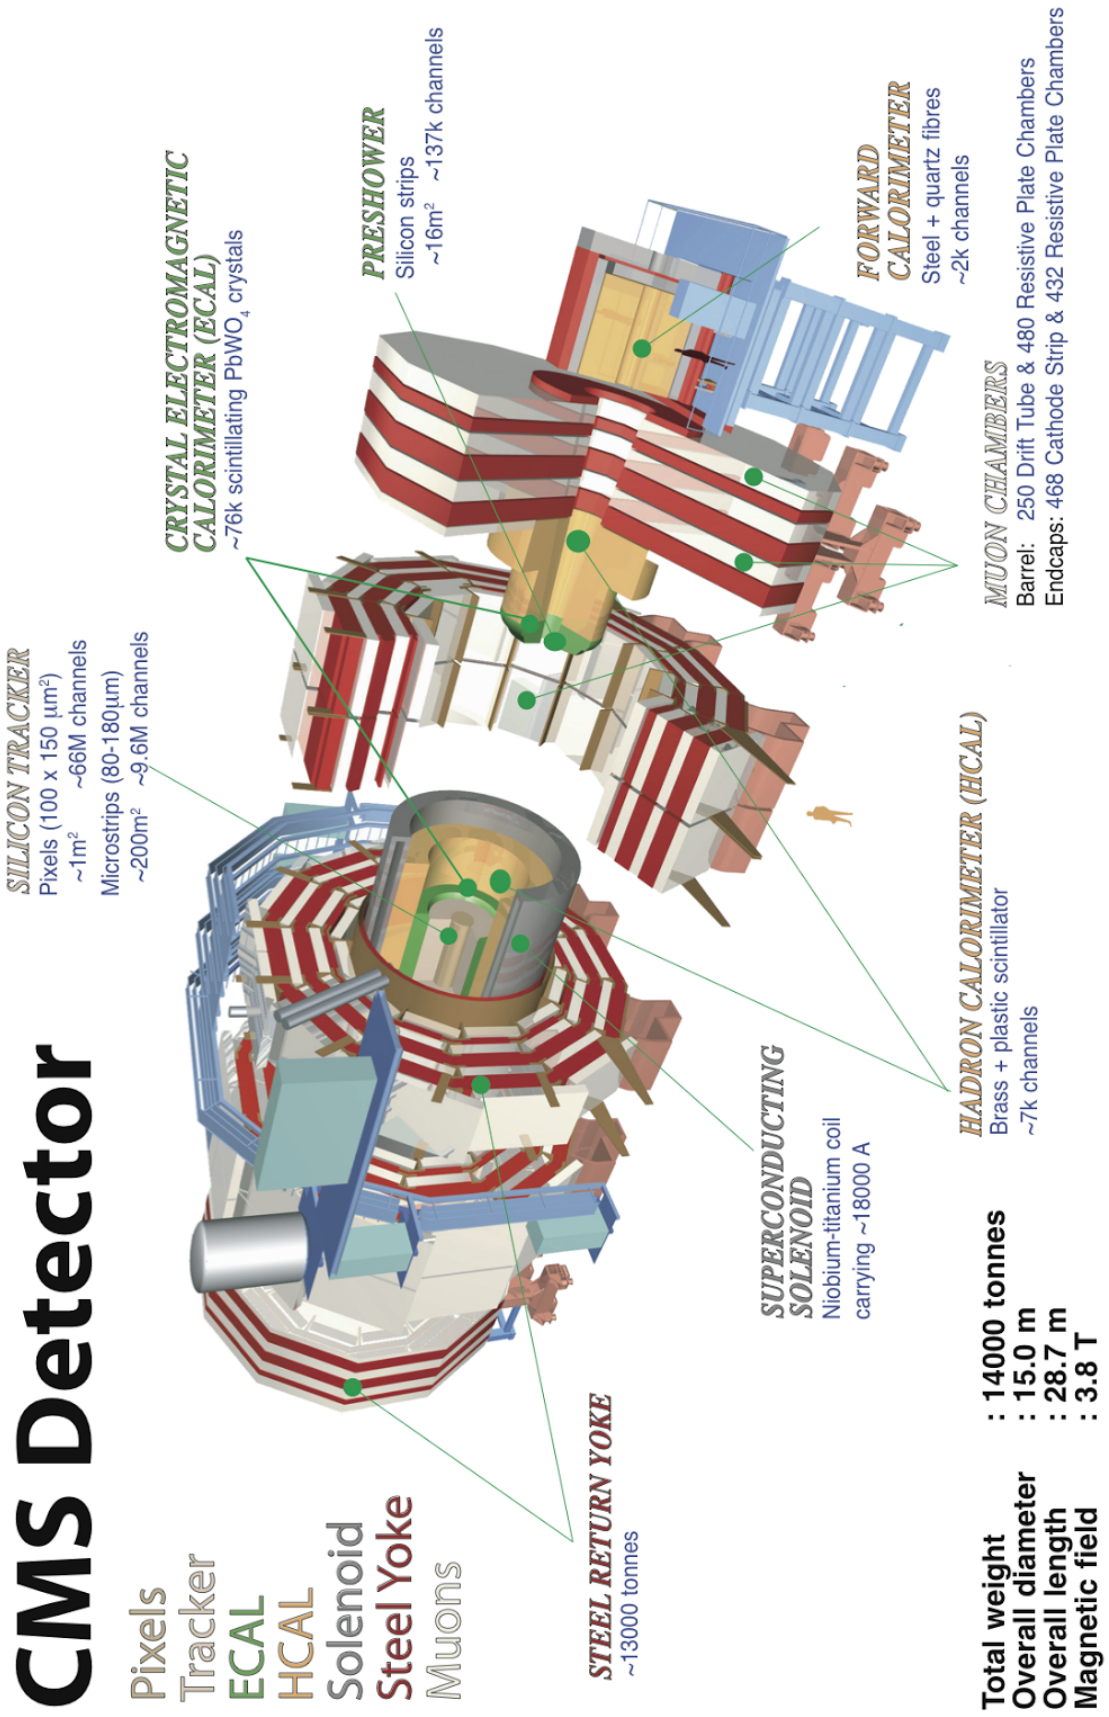 CMS Detector
Pixels
Tracker
ECAL
HCAL
Solenoid
Steel Yoke
Muons
SILICON TRACKER
Pixels (100 x 150 μm²)
~1m² ~66M channels
Microstrips (80-180μm)
~200m² ~9.6M channels
CRYSTAL ELECTROMAGNETIC
CALORIMETER (ECAL)
~76k scintillating PbWO₄ crystals
PRESHOWER
Silicon strips
~16m² ~137k channels
STEEL RETURN YOKE
~13000 tonnes
SUPERCONDUCTING
SOLENOID
Niobium-titanium coil
carrying ~18000 A
FORWARD
CALORIMETER
Steel + quartz fibres
~2k channels
HADRON CALORIMETER (HCAL)
Brass + plastic scintillator
~7k channels
MUON CHAMBERS
Barrel: 250 Drift Tube & 480 Resistive Plate Chambers
Endcaps: 468 Cathode Strip & 432 Resistive Plate Chambers
Total weight : 14000 tonnes
Overall diameter : 15.0 m
Overall length : 28.7 m
Magnetic field : 3.8 T